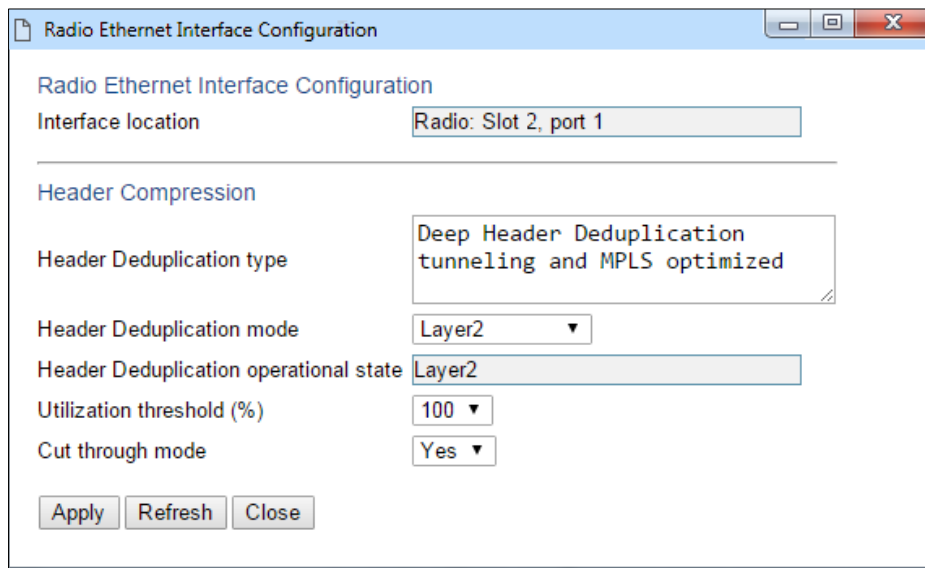 Radio Ethernet Interface Configuration
Radio Ethernet Interface Configuration
Interface location Radio: Slot 2, port 1
Header Compression
Header Deduplication type Deep Header Deduplication
tunneling and MPLS optimized
Header Deduplication mode Layer2
Header Deduplication operational state Layer2
Utilization threshold (%) 100
Cut through mode Yes
Apply Refresh Close